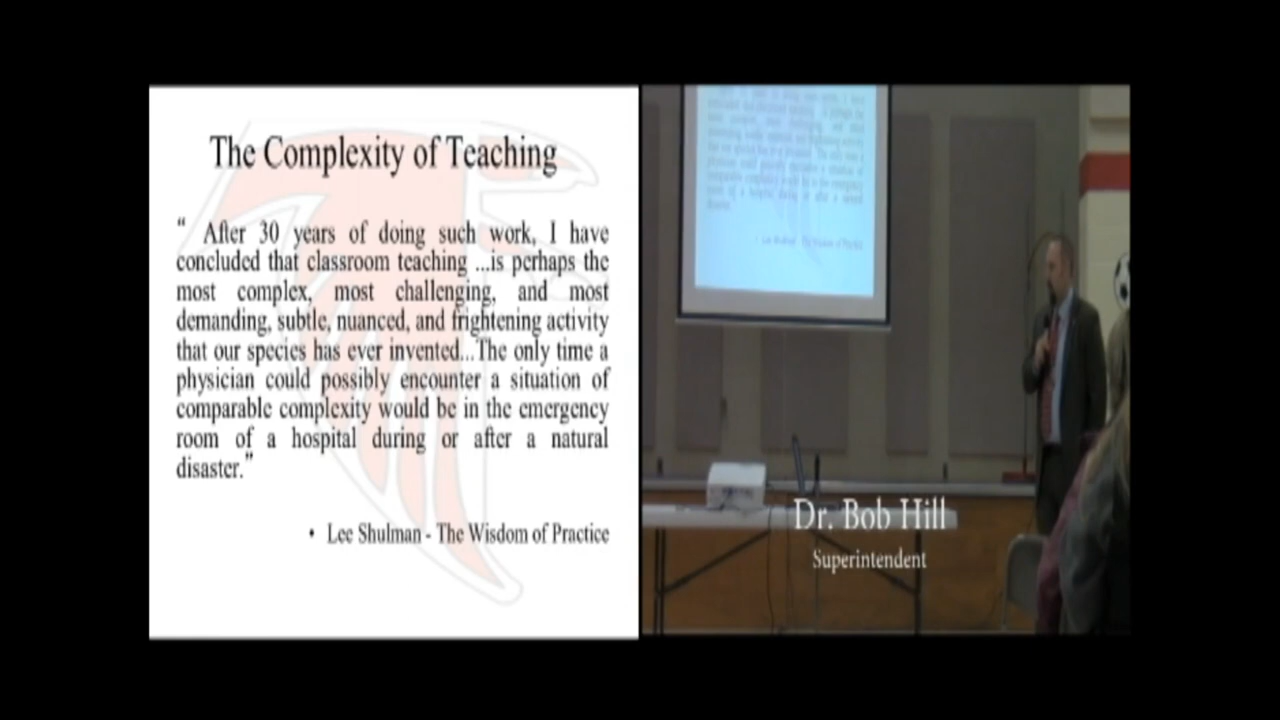 The Complexity of Teaching
“ After 30 years of doing such work, I have
concluded that classroom teaching ...is perhaps the
most complex, most challenging, and most
demanding, subtle, nuanced, and frightening activity
that our species has ever invented...The only time a
physician could possibly encounter a situation of
comparable complexity would be in the emergency
room of a hospital during or after a natural
disaster.”
• Lee Shulman - The Wisdom of Practice
Dr. Bob Hill
Superintendent